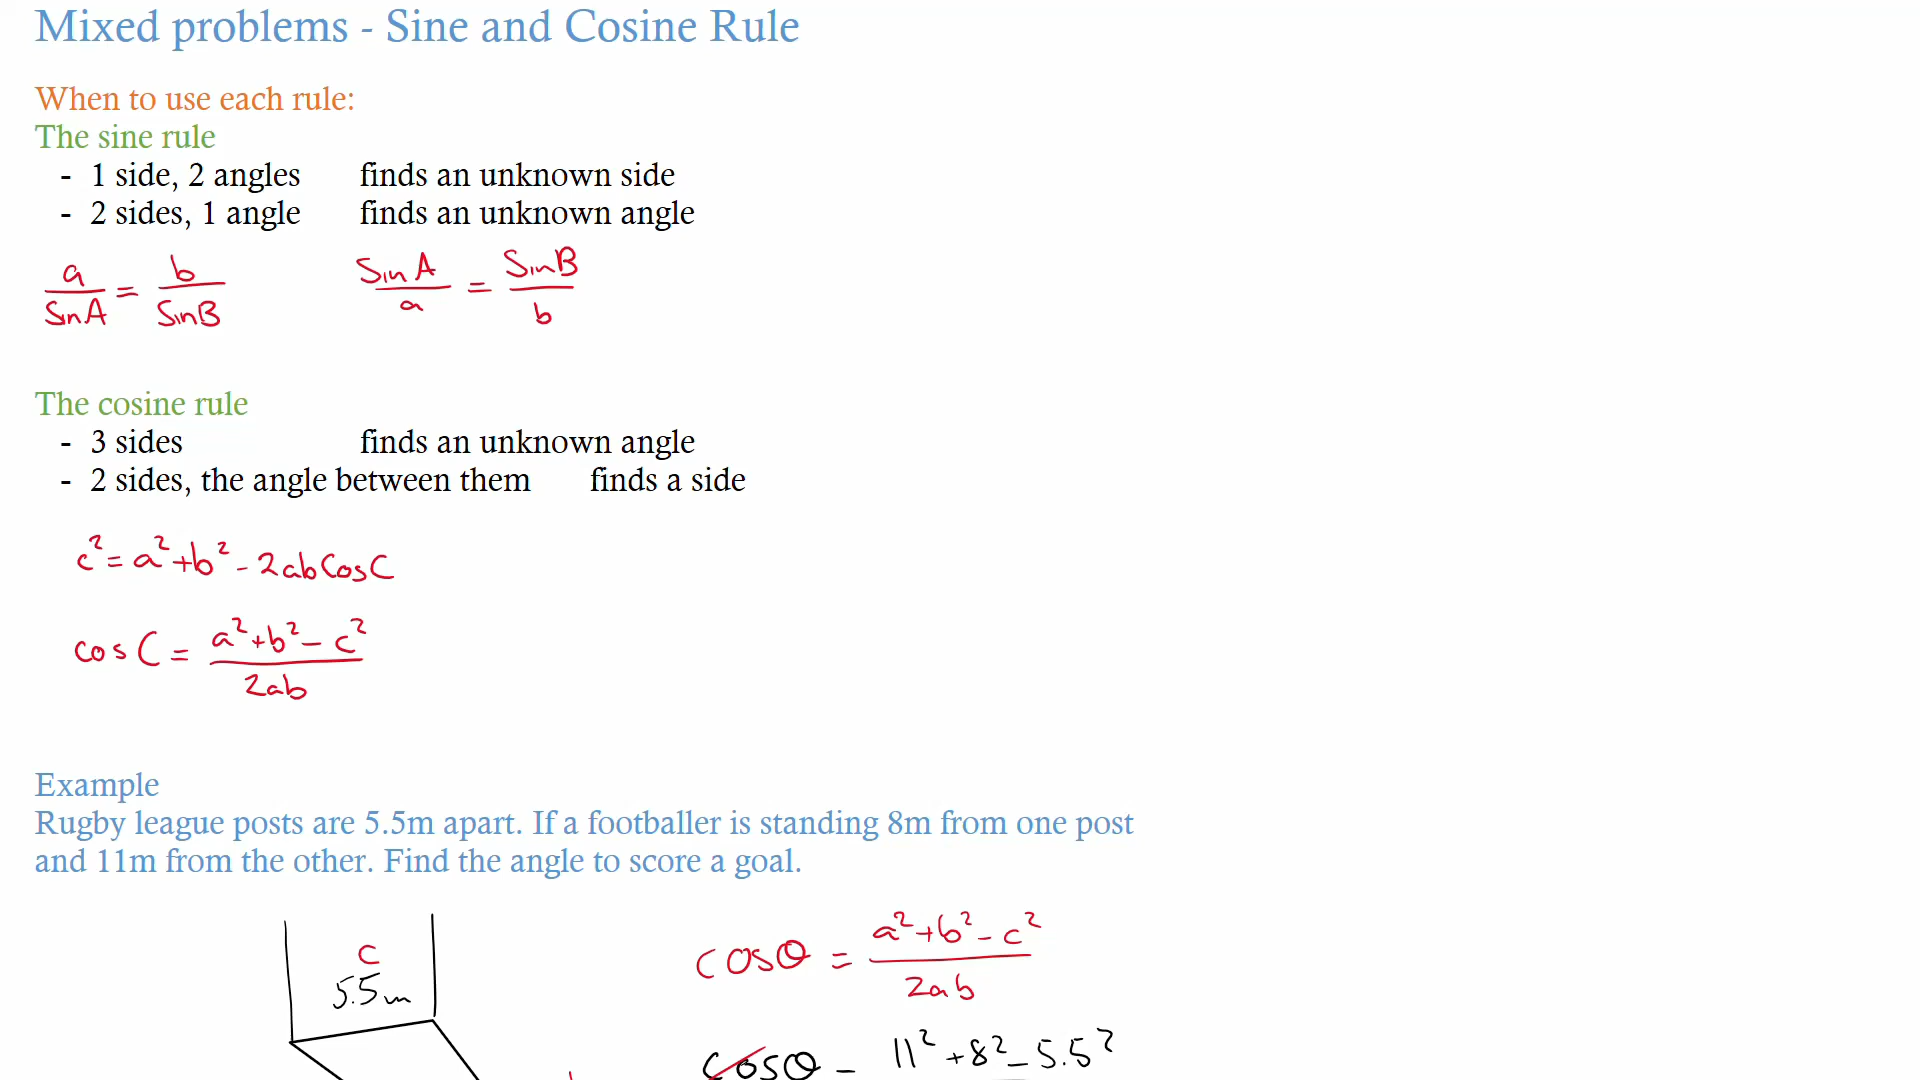 Mixed problems - Sine and Cosine Rule
When to use each rule:
The sine rule
- 1 side, 2 angles finds an unknown side
- 2 sides, 1 angle finds an unknown angle
a/SinA = b/SinB SinA/a = SinB/b
The cosine rule
- 3 sides finds an unknown angle
- 2 sides, the angle between them finds a side
c² = a² + b² - 2abCosC
cos C = (a² + b² - c²)/2ab
Example
Rugby league posts are 5.5m apart. If a footballer is standing 8m from one post
and 11m from the other. Find the angle to score a goal.
c
5.5m
cosθ = (a² + b² - c²)/2ab
cosθ = 11² + 8² - 5.5²